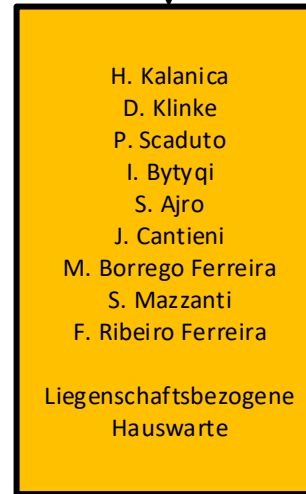 H. Kalanica
D. Klinke
P. Scaduto
I. Bytyqi
S. Ajro
J. Cantieni
M. Borrego Ferreira
S. Mazzanti
F. Ribeiro Ferreira
Liegenschaftsbezogene
Hauswarte